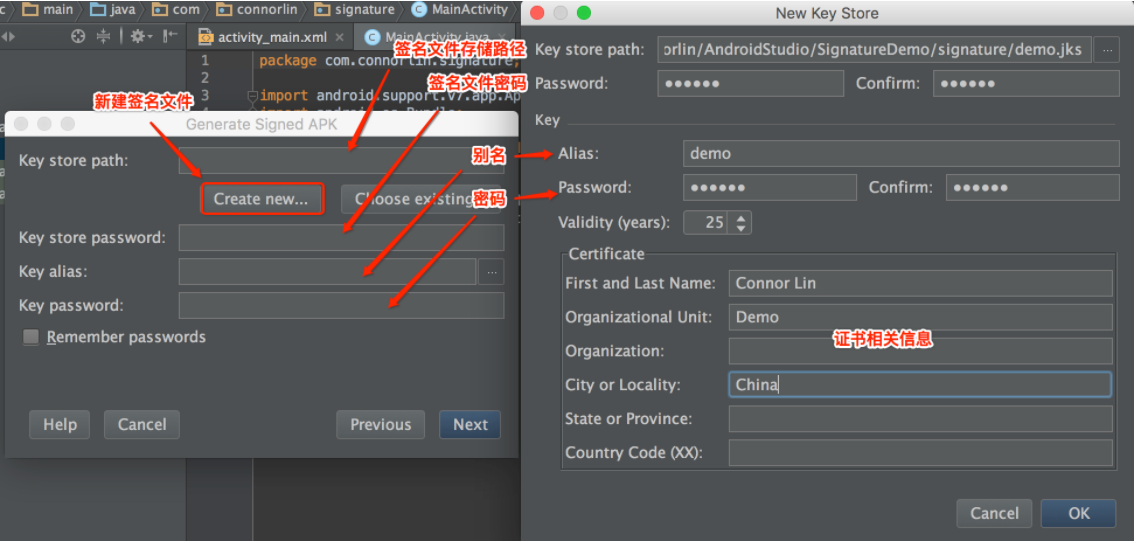 main
java
com
connorlin
signature
MainActivity
activity_main.xml
MainActivity.java
1
package com.connorlin.signature;
签名文件存储路径
2
签名文件密码
3
import android.support.v7.app.Ap
新建签名文件
Generate Signed APK
Key store path:
别名
Create new...
Choose existing
密码
Key store password:
Key alias:
...
Key password:
Remember passwords
Help
Cancel
Previous
Next
New Key Store
Key store path:
orlin/AndroidStudio/SignatureDemo/signature/demo.jks
...
Password:
••••••
Confirm:
••••••
Key
Alias:
demo
Password:
••••••
Confirm:
••••••
Validity (years):
25
Certificate
First and Last Name:
Connor Lin
Organizational Unit:
Demo
证书相关信息
Organization:
City or Locality:
China
State or Province:
Country Code (XX):
Cancel
OK